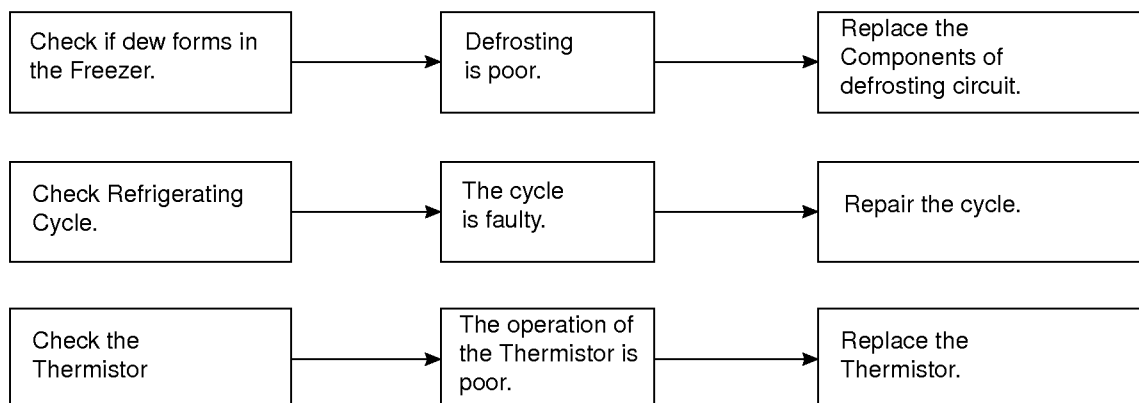 Check if dew forms in
the Freezer.
Defrosting
is poor.
Replace the
Components of
defrosting circuit.
Check Refrigerating
Cycle.
The cycle
is faulty.
Repair the cycle.
Check the
Thermistor
The operation of
the Thermistor is
poor.
Replace the
Thermistor.